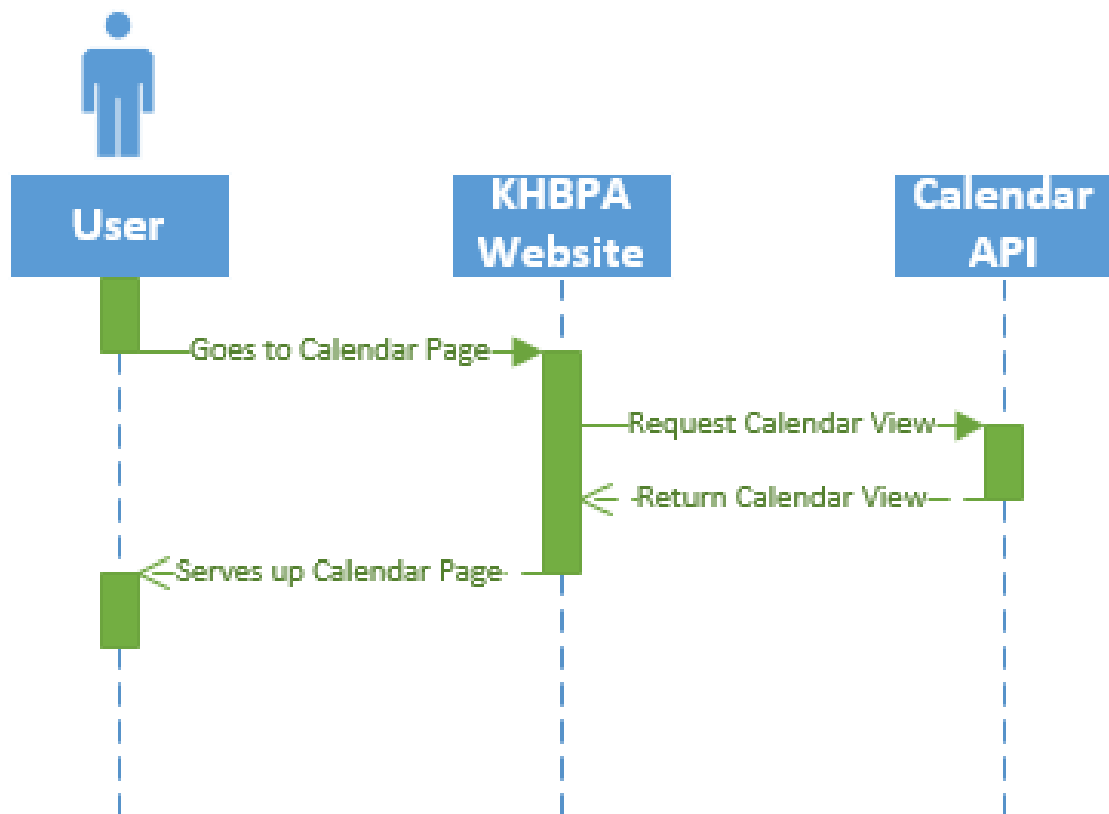 User
KHBPA
Website
Calendar
API
Goes to Calendar Page
Request Calendar View
Return Calendar View
Serves up Calendar Page